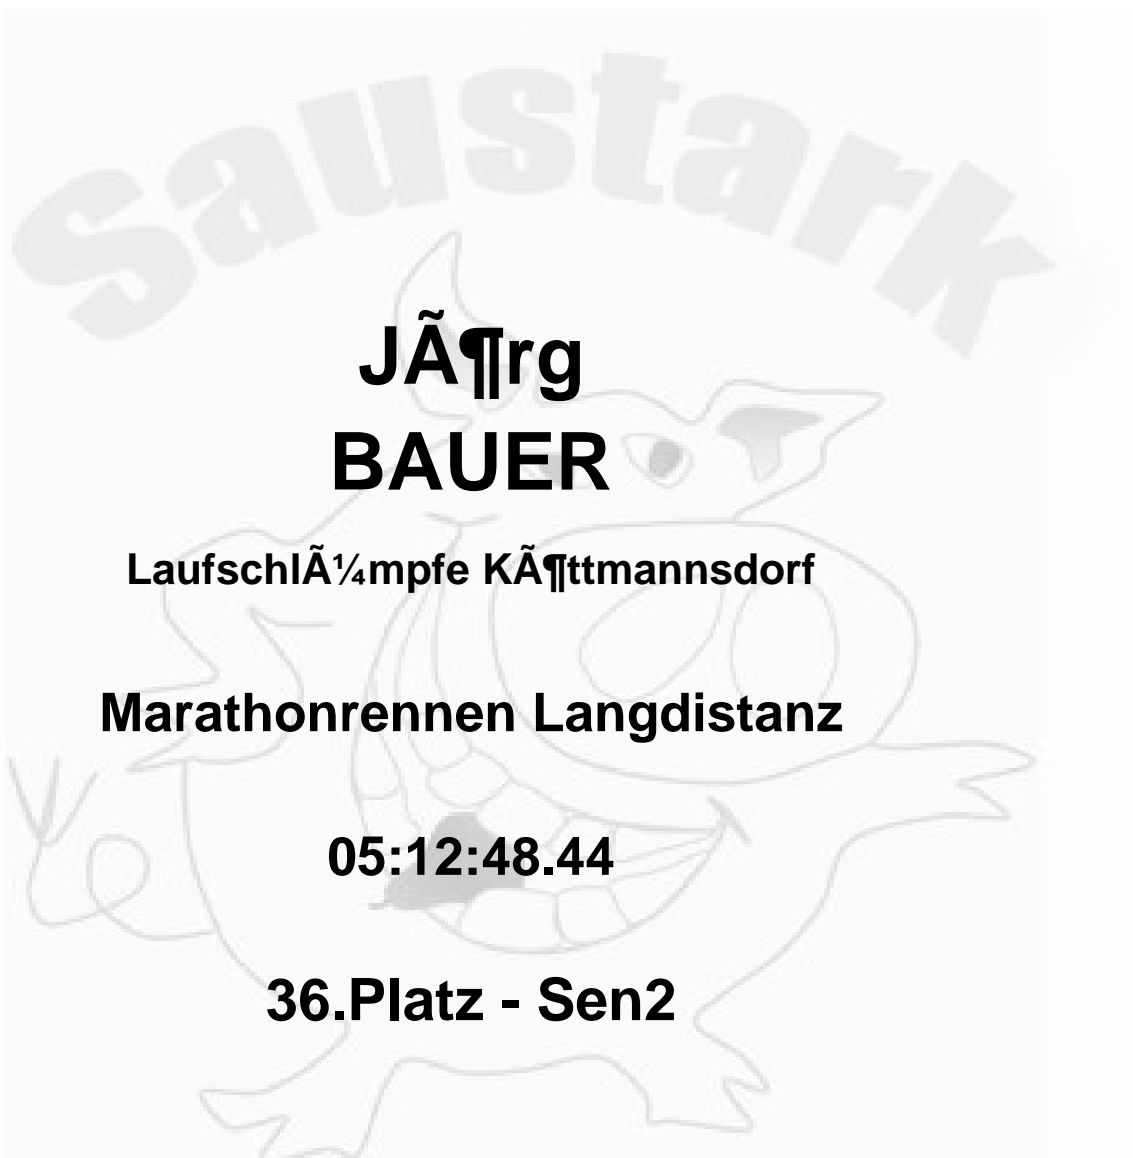 Saustark
JÃ¶rg
BAUER
LaufschlÃ¼mpfe KÃ¶ttmannsdorf
Marathonrennen Langdistanz
05:12:48.44
36.Platz - Sen2